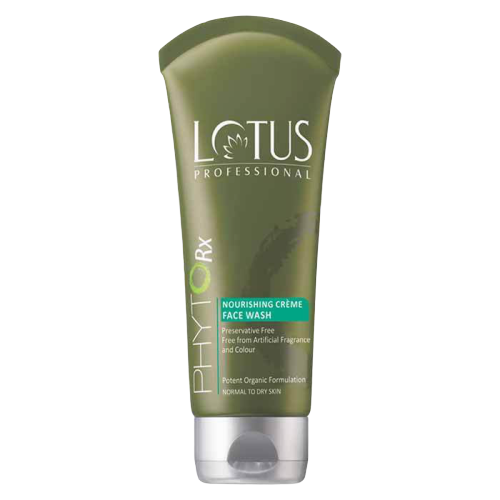 LOTUS
PROFESSIONAL
PHYTORx
NOURISHING CRÈME
FACE WASH
Preservative Free
Free from Artificial Fragrance
and Colour
Potent Organic Formulation
NORMAL TO DRY SKIN